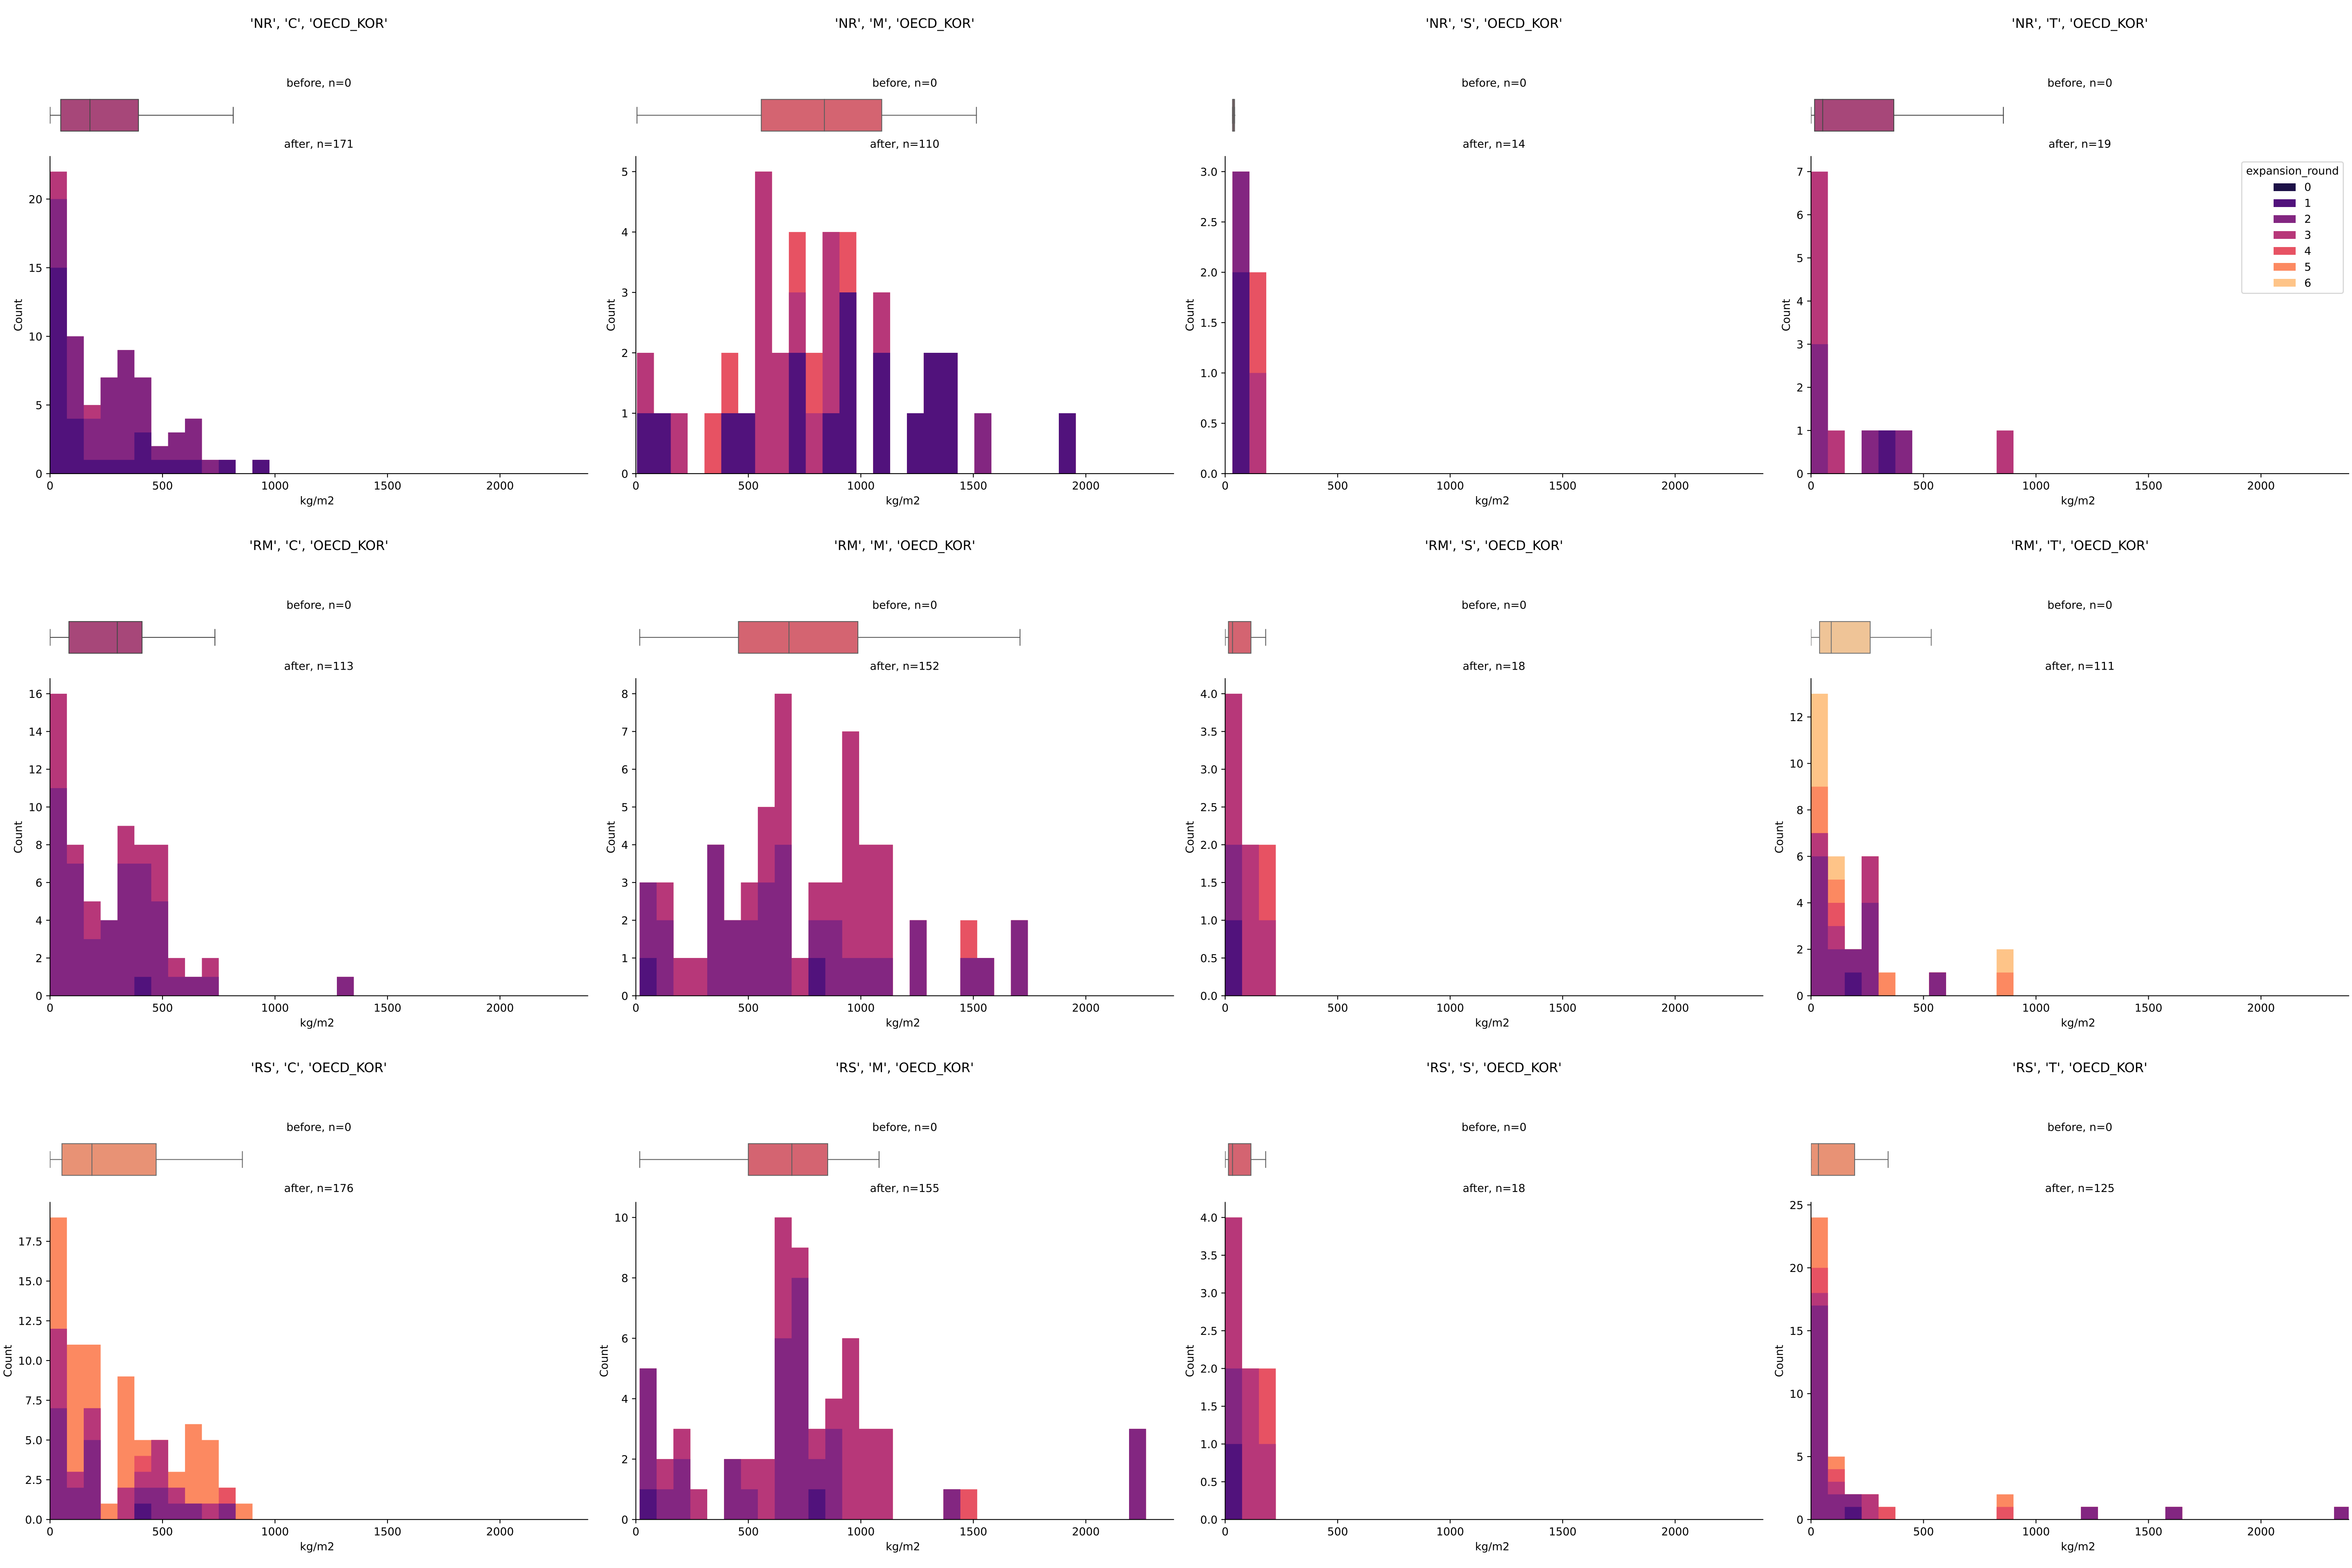 'NR', 'C', 'OECD_KOR'
before, n=0
after, n=171
20
15
10
5
0
Count
0 500 1000 1500 2000
kg/m2
'NR', 'M', 'OECD_KOR'
before, n=0
after, n=110
5
4
3
2
1
0
Count
0 500 1000 1500 2000
kg/m2
'NR', 'S', 'OECD_KOR'
before, n=0
after, n=14
3.0
2.5
2.0
1.5
1.0
0.5
0.0
Count
0 500 1000 1500 2000
kg/m2
'NR', 'T', 'OECD_KOR'
before, n=0
after, n=19
7
6
5
4
3
2
1
0
Count
0 500 1000 1500 2000
kg/m2
expansion_round
0
1
2
3
4
5
6
'RM', 'C', 'OECD_KOR'
before, n=0
after, n=113
16
14
12
10
8
6
4
2
0
Count
0 500 1000 1500 2000
kg/m2
'RM', 'M', 'OECD_KOR'
before, n=0
after, n=152
8
7
6
5
4
3
2
1
0
Count
0 500 1000 1500 2000
kg/m2
'RM', 'S', 'OECD_KOR'
before, n=0
after, n=18
4.0
3.5
3.0
2.5
2.0
1.5
1.0
0.5
0.0
Count
0 500 1000 1500 2000
kg/m2
'RM', 'T', 'OECD_KOR'
before, n=0
after, n=111
12
10
8
6
4
2
0
Count
0 500 1000 1500 2000
kg/m2
'RS', 'C', 'OECD_KOR'
before, n=0
after, n=176
17.5
15.0
12.5
10.0
7.5
5.0
2.5
0.0
Count
0 500 1000 1500 2000
kg/m2
'RS', 'M', 'OECD_KOR'
before, n=0
after, n=155
10
8
6
4
2
0
Count
0 500 1000 1500 2000
kg/m2
'RS', 'S', 'OECD_KOR'
before, n=0
after, n=18
4.0
3.5
3.0
2.5
2.0
1.5
1.0
0.5
0.0
Count
0 500 1000 1500 2000
kg/m2
'RS', 'T', 'OECD_KOR'
before, n=0
after, n=125
25
20
15
10
5
0
Count
0 500 1000 1500 2000
kg/m2